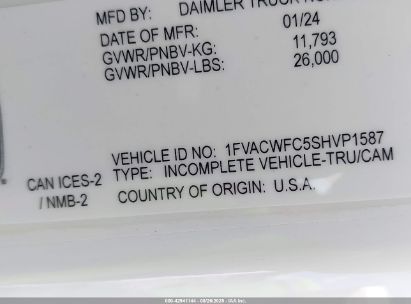 MFD BY: DAIMLER TRUCK
DATE OF MFR: 01/24
GVWR/PNBV-KG: 11,793
GVWR/PNBV-LBS: 26,000
VEHICLE ID NO: 1FVACWFC5SHVP1587
TYPE: INCOMPLETE VEHICLE-TRU/CAM
CAN ICES-2
/ NMB-2
COUNTRY OF ORIGIN: U.S.A.